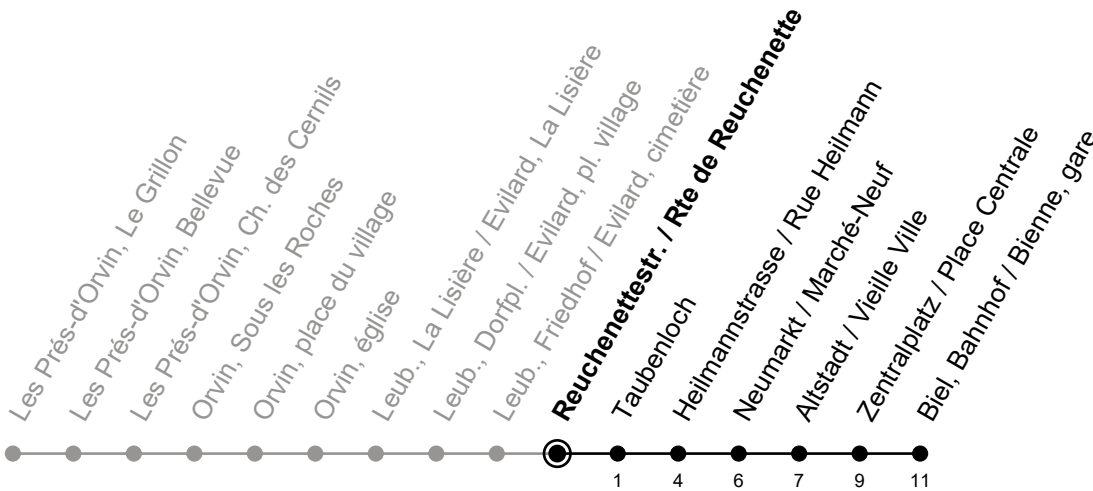 Les Prés-d'Orvin, Le Grillon
Les Prés-d'Orvin, Bellevue
Les Prés-d'Orvin, Ch. des Cernils
Orvin, Sous les Roches
Orvin, place du village
Orvin, église
Leub., La Lisière / Evilard, La Lisière
Leub., Dorfpl. / Evilard, pl. village
Leub., Friedhof / Evilard, cimetière
Reuchenettestr. / Rte de Reuchenette
Taubenloch
Heilmannstrasse / Rue Heilmann
Neumarkt / Marché-Neuf
Altstadt / Vieille Ville
Zentralplatz / Place Centrale
Biel, Bahnhof / Bienne, gare
1 4 6 7 9 11